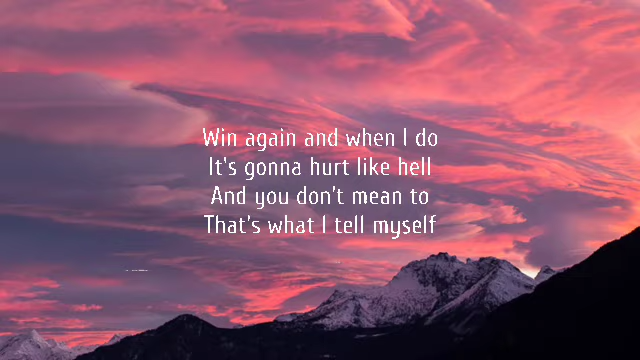 Win again and when I do
It's gonna hurt like hell
And you don't mean to
That's what I tell myself